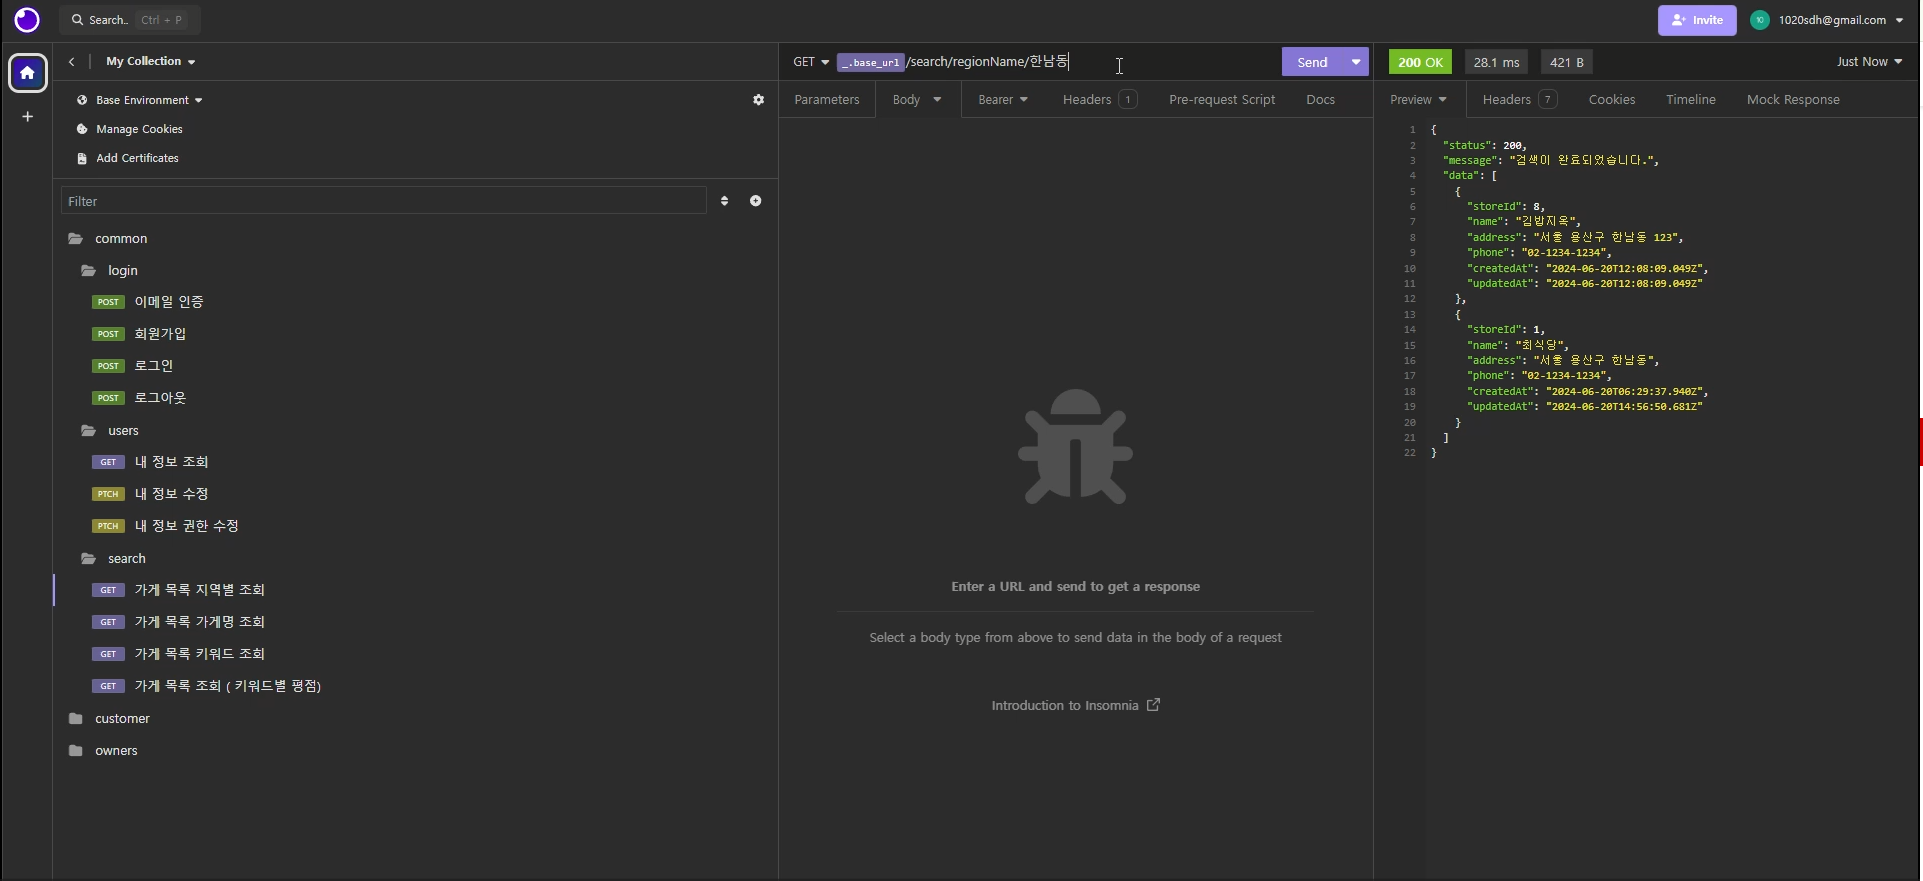 Search.. Ctrl + P
Invite
10 1020sdh@gmail.com
My Collection
Base Environment
Manage Cookies
Add Certificates
Filter
common
login
POST 이메일 인증
POST 회원가입
POST 로그인
POST 로그아웃
users
GET 내 정보 조회
PTCH 내 정보 수정
PTCH 내 정보 권한 수정
search
GET 가게 목록 지역별 조회
GET 가게 목록 가게명 조회
GET 가게 목록 키워드 조회
GET 가게 목록 조회 ( 키워드별 평점)
customer
owners
GET _.base_url /search/regionName/한남동
Send
Parameters Body Bearer Headers 1 Pre-request Script Docs
Enter a URL and send to get a response
Select a body type from above to send data in the body of a request
Introduction to Insomnia
200 OK 28.1 ms 421 B Just Now
Preview Headers 7 Cookies Timeline Mock Response
1 {
2 "status": 200,
3 "message": "검색이 완료되었습니다.",
4 "data": [
5 {
6 "storeId": 8,
7 "name": "김밥지옥",
8 "address": "서울 용산구 한남동 123",
9 "phone": "02-1234-1234",
10 "createdAt": "2024-06-20T12:08:09.049Z",
11 "updatedAt": "2024-06-20T12:08:09.049Z"
12 },
13 {
14 "storeId": 1,
15 "name": "최식당",
16 "address": "서울 용산구 한남동",
17 "phone": "02-1234-1234",
18 "createdAt": "2024-06-20T06:29:37.940Z",
19 "updatedAt": "2024-06-20T14:56:50.681Z"
20 }
21 ]
22 }